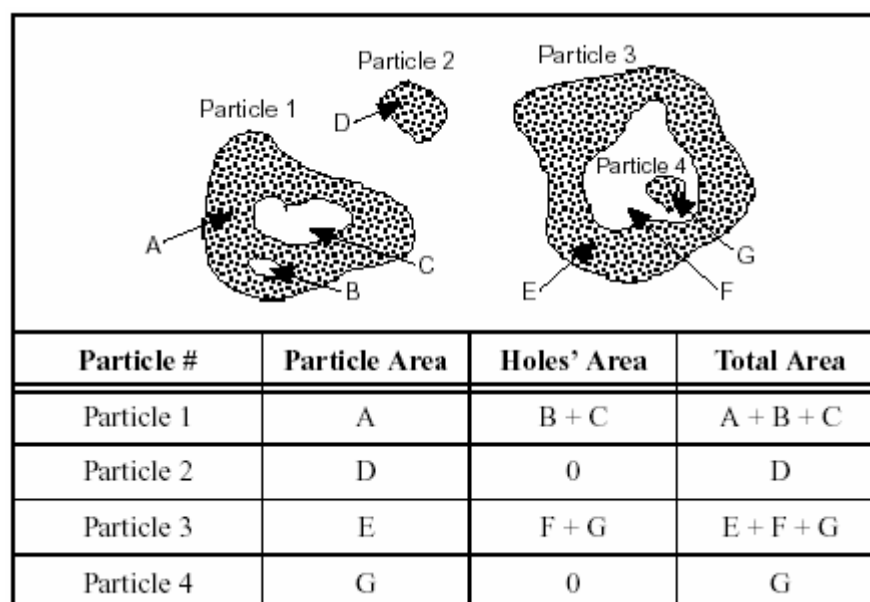 Particle 1
Particle 2
Particle 3
Particle 4
D
A
B
C
E
F
G
Particle # Particle Area Holes' Area Total Area
Particle 1 A B + C A + B + C
Particle 2 D 0 D
Particle 3 E F + G E + F + G
Particle 4 G 0 G